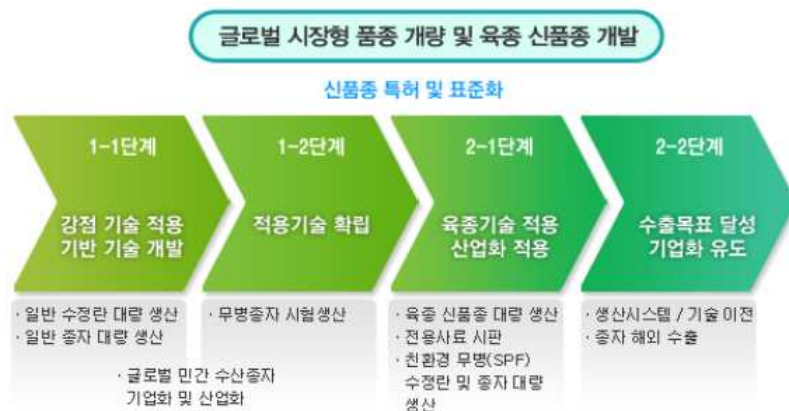 글로벌 시장형 품종 개량 및 육종 신품종 개발
신품종 특허 및 표준화
1-1단계
강점 기술 적용
기반 기술 개발
1-2단계
적용기술 확립
2-1단계
육종기술 적용
산업화 적용
2-2단계
수출목표 달성
기업화 유도
· 일반 수정란 대량 생산
· 일반 종자 대량 생산
· 무병종자 시험생산
· 글로벌 민간 수산종자
기업화 및 산업화
· 육종 신품종 대량 생산
· 전용사료 시판
· 친환경 무병(SPF)
수정란 및 종자 대량
생산
· 생산시스템 / 기술 이전
· 종자 해외 수출